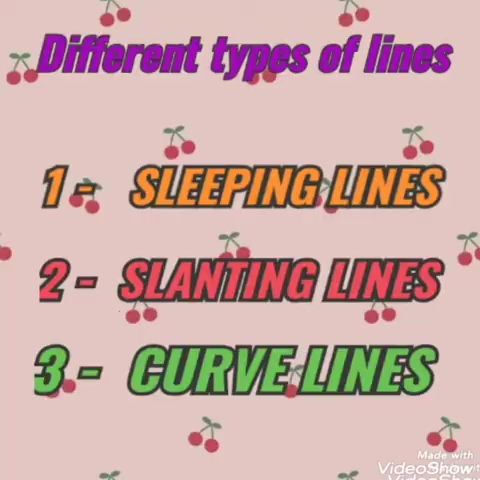 Different types of lines
1 - SLEEPING LINES
2 - SLANTING LINES
3 - CURVE LINES
Made with
VideoShow